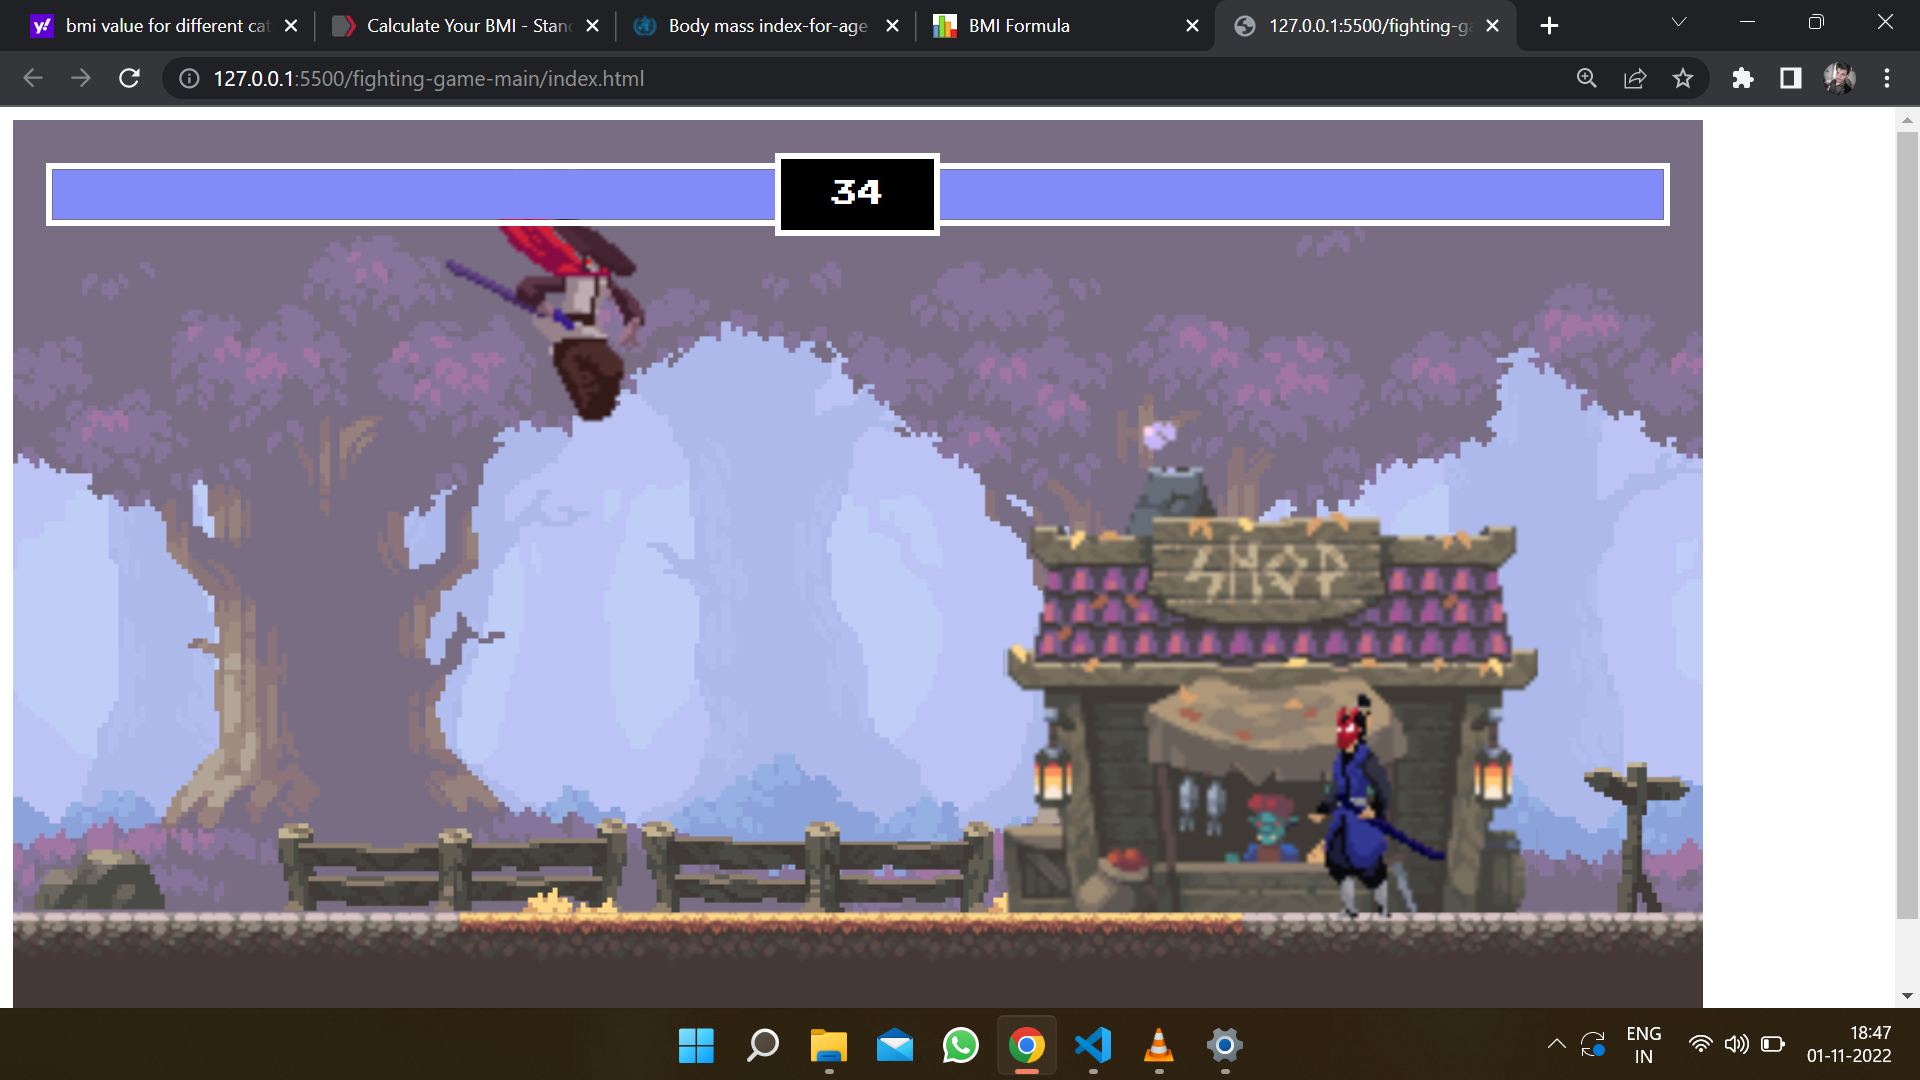 bmi value for different cat
Calculate Your BMI - Stand
Body mass index-for-age
BMI Formula
127.0.0.1:5500/fighting-ga
127.0.0.1:5500/fighting-game-main/index.html
34
SHOP
ENG
IN
18:47
01-11-2022